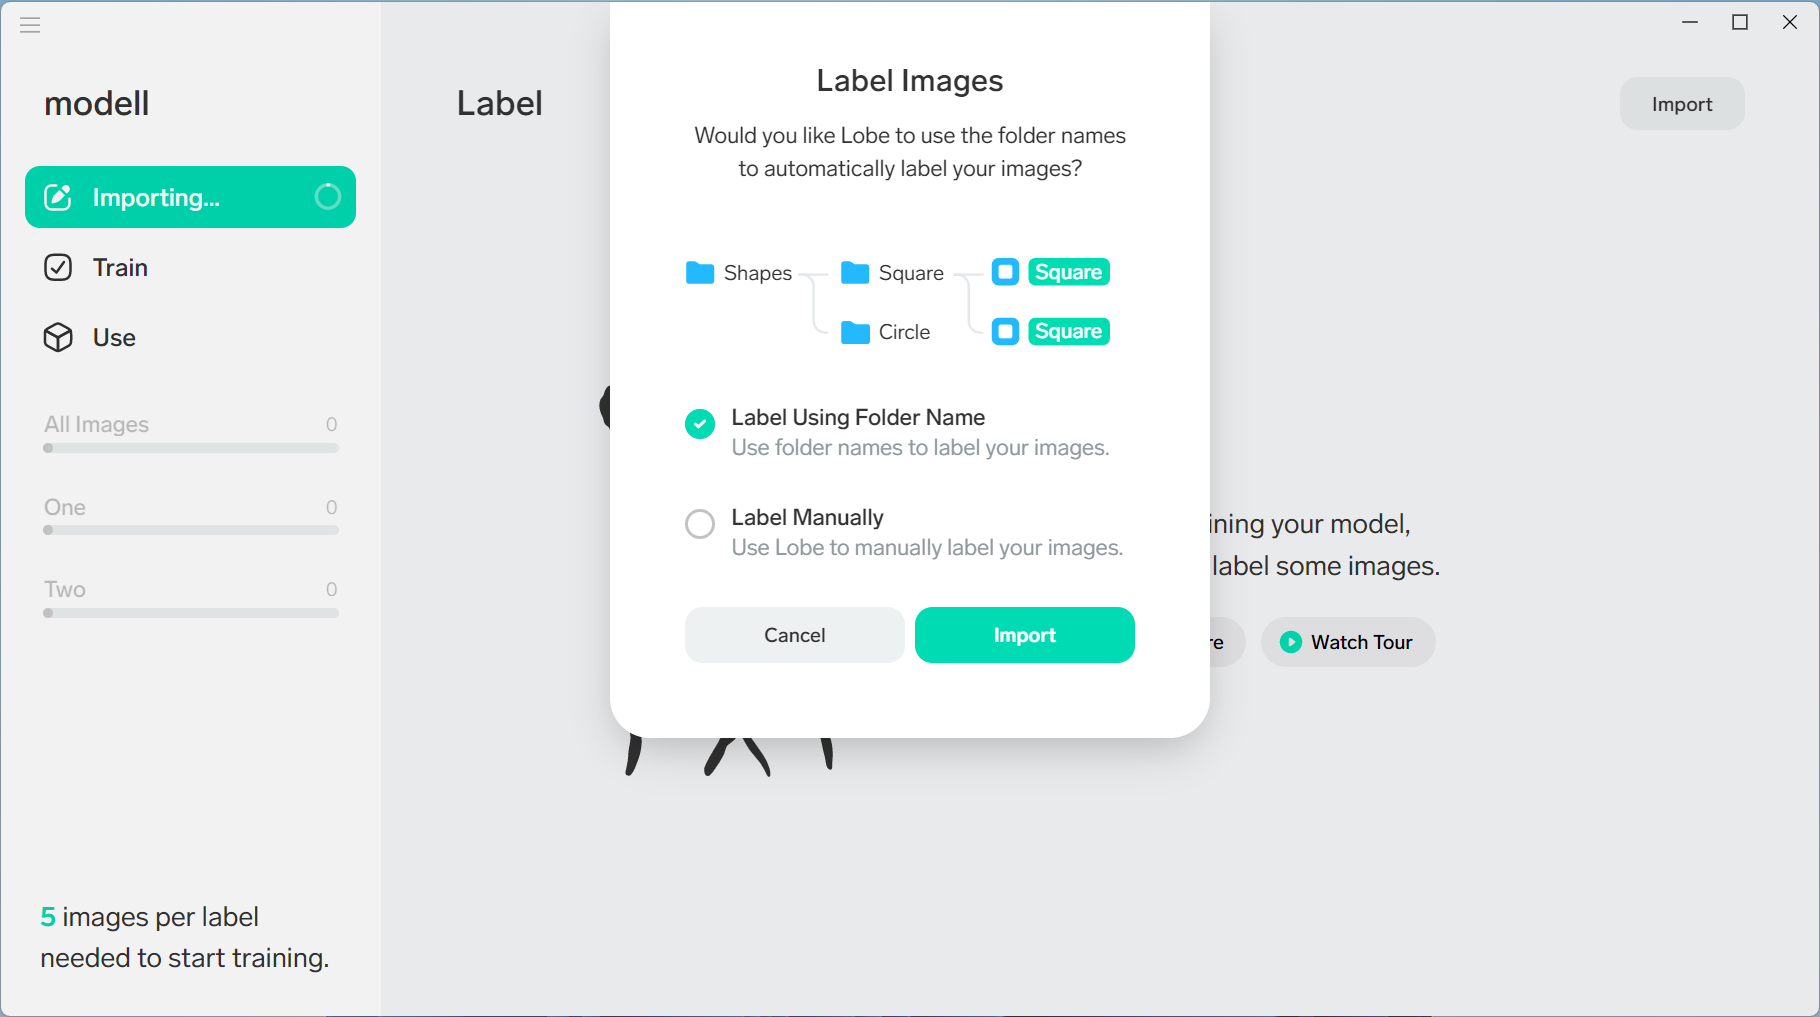 modell
Importing...
Train
Use
All Images 0
One 0
Two 0
5 images per label
needed to start training.
Label
Import
Label Images
Would you like Lobe to use the folder names
to automatically label your images?
Shapes Square Square
Circle Square
Label Using Folder Name
Use folder names to label your images.
Label Manually
Use Lobe to manually label your images.
Cancel Import
your model,
label some images.
Watch Tour